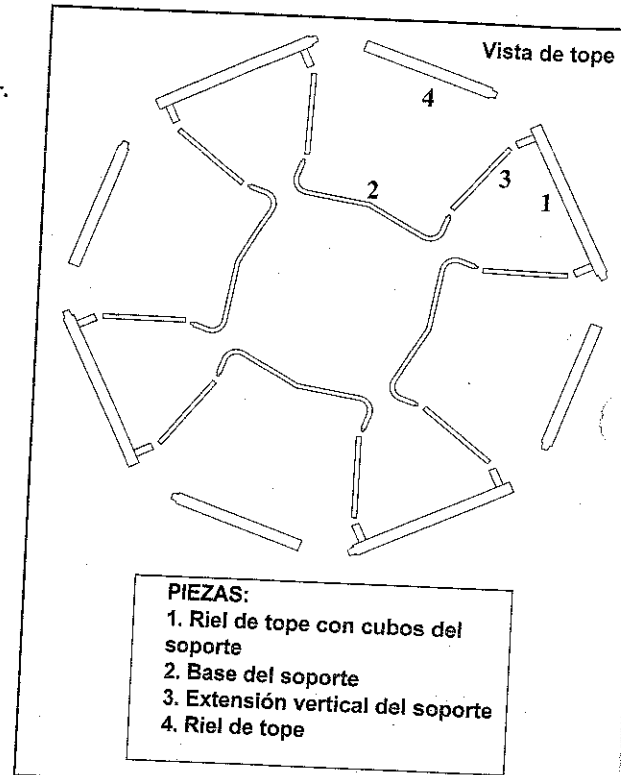 Vista de tope
4
3
2
1
PIEZAS:
1. Riel de tope con cubos del
soporte
2. Base del soporte
3. Extensión vertical del soporte
4. Riel de tope